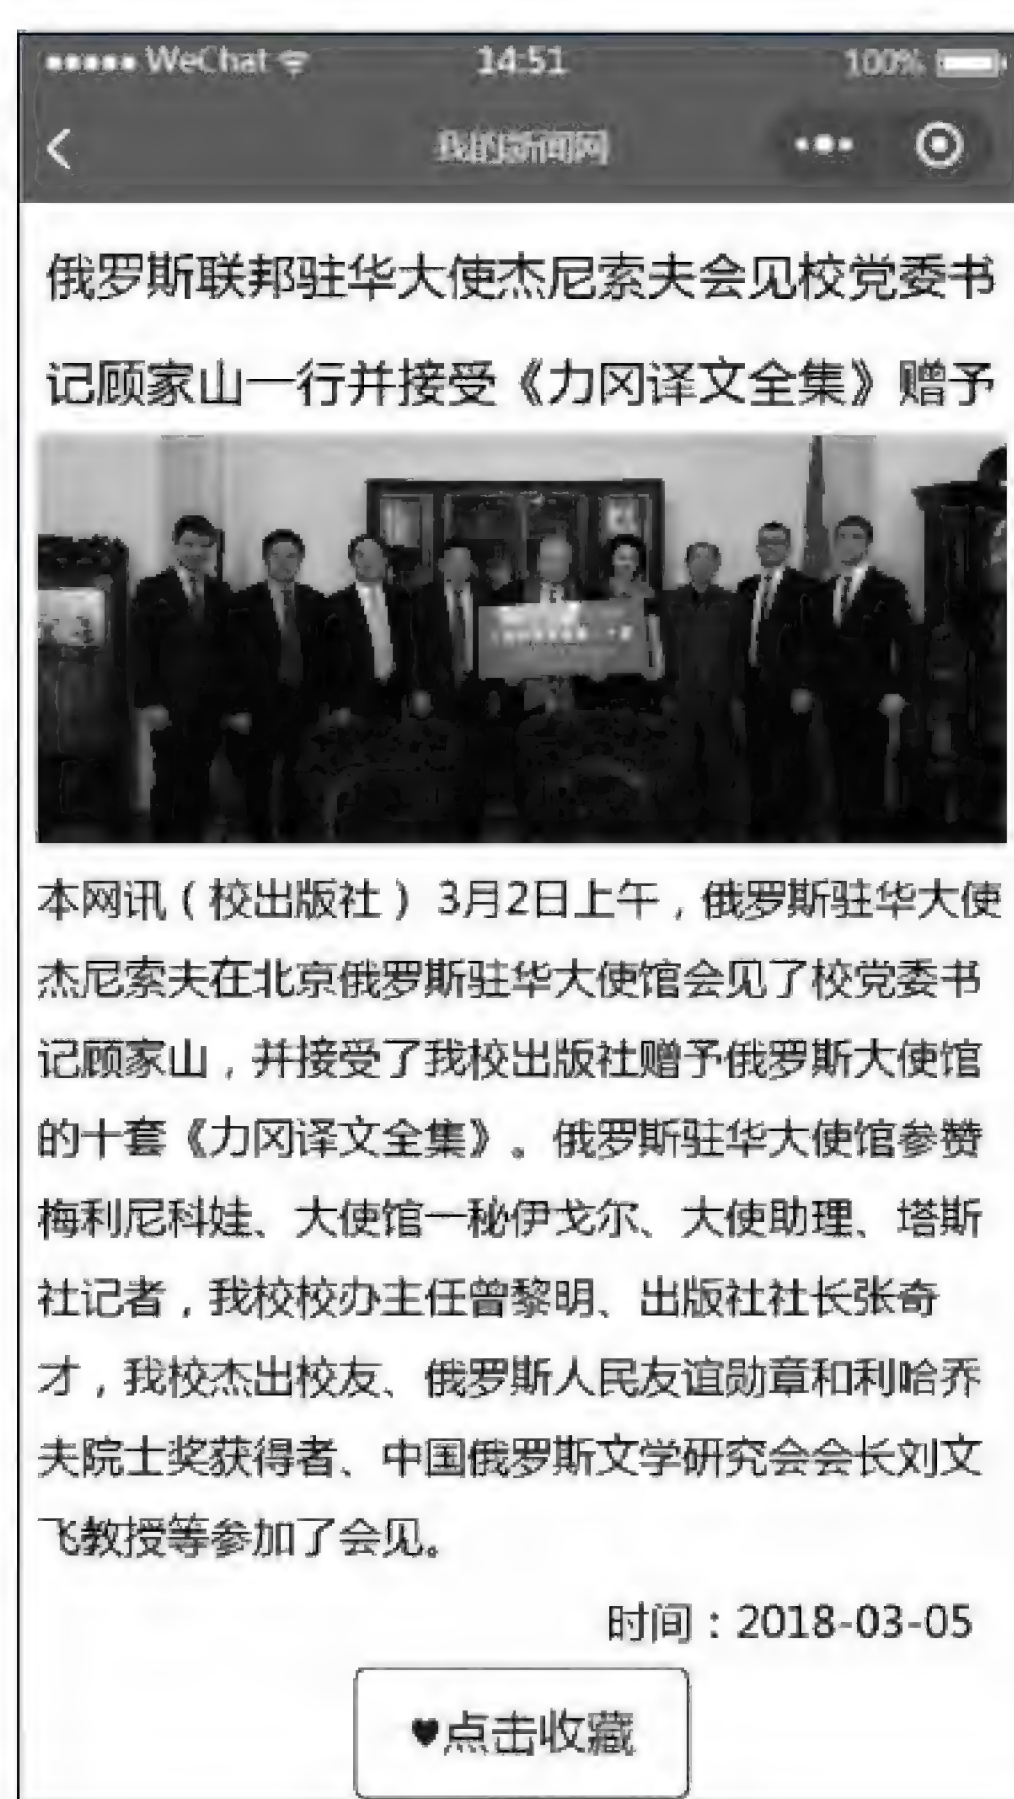 WeChat 14:51 100%
我的新闻网
俄罗斯联邦驻华大使杰尼索夫会见校党委书
记顾家山一行并接受《力冈译文全集》赠予
本网讯（校出版社） 3月2日上午，俄罗斯驻华大使
杰尼索夫在北京俄罗斯驻华大使馆会见了校党委书
记顾家山，并接受了我校出版社赠予俄罗斯大使馆
的十套《力冈译文全集》。俄罗斯驻华大使馆参赞
梅利尼科娃、大使馆一秘伊戈尔、大使助理、塔斯
社记者，我校校办主任曾黎明、出版社社长张奇
才，我校杰出校友、俄罗斯人民友谊勋章和利哈乔
夫院士奖获得者、中国俄罗斯文学研究会会长刘文
飞教授等参加了会见。
时间：2018-03-05
♥点击收藏